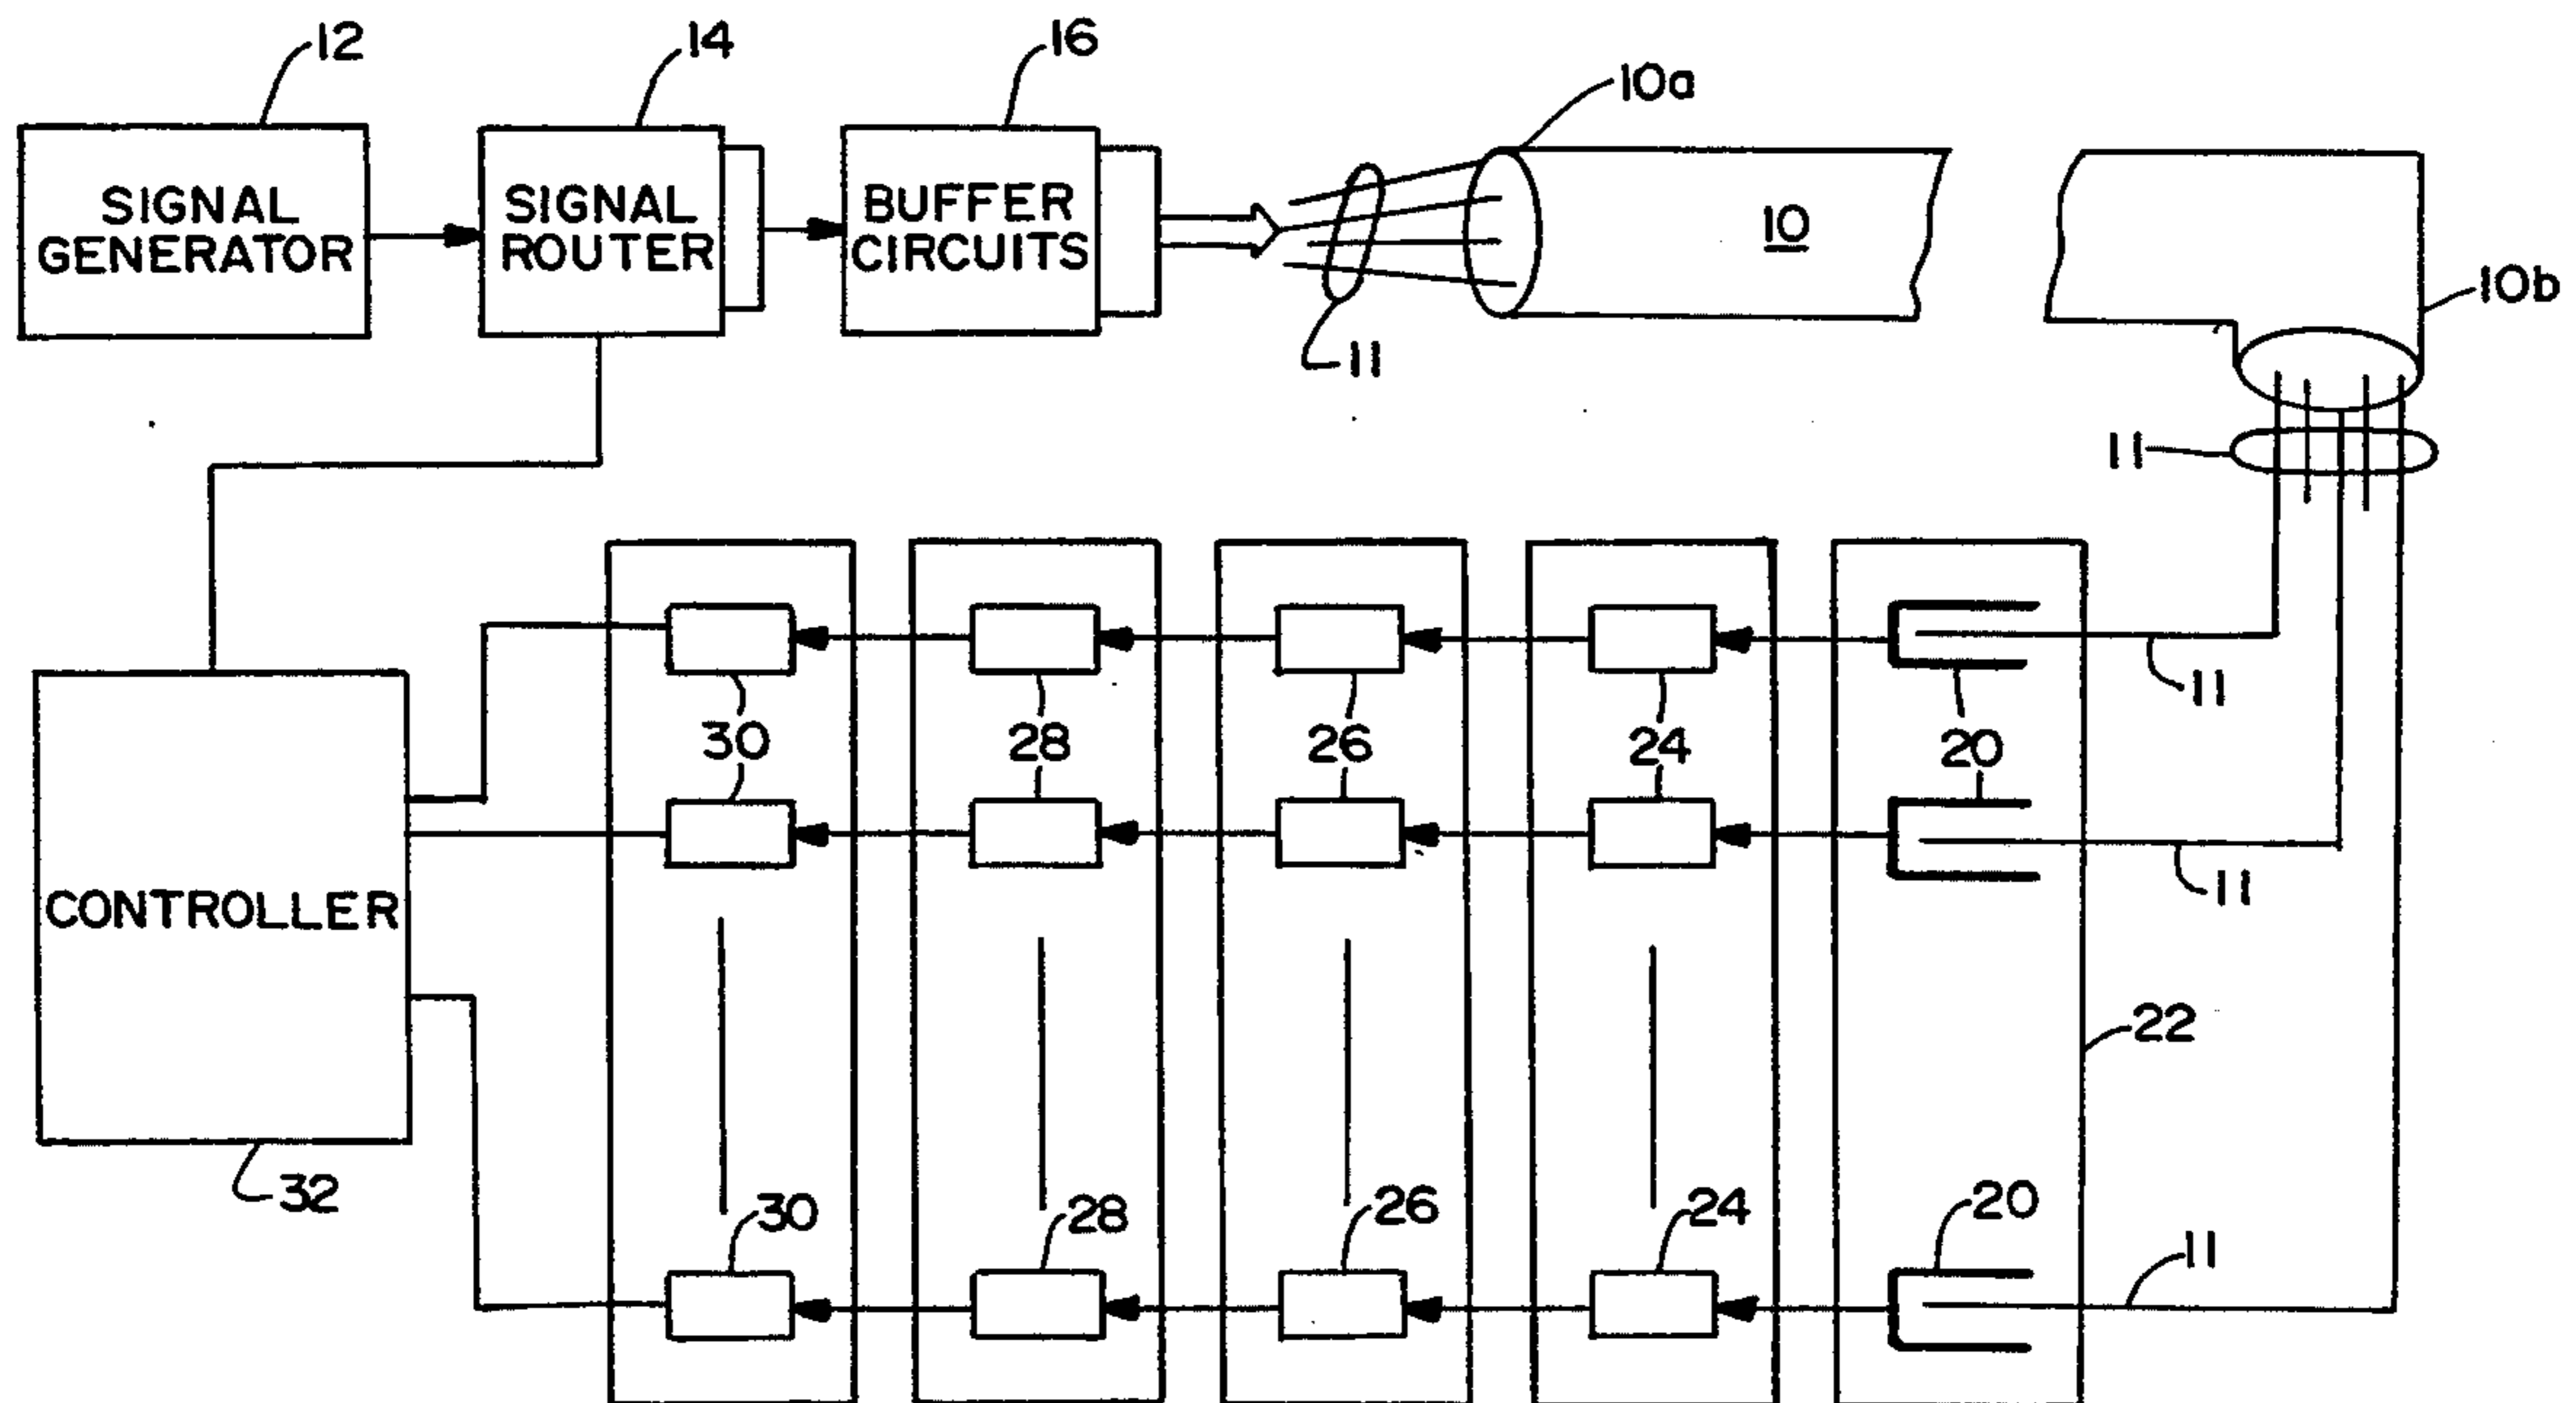 12
14
16
10a
SIGNAL
GENERATOR
SIGNAL
ROUTER
BUFFER
CIRCUITS
10
10b
11
11
11
30
28
26
24
20
11
CONTROLLER
22
32
30
28
26
24
20
11